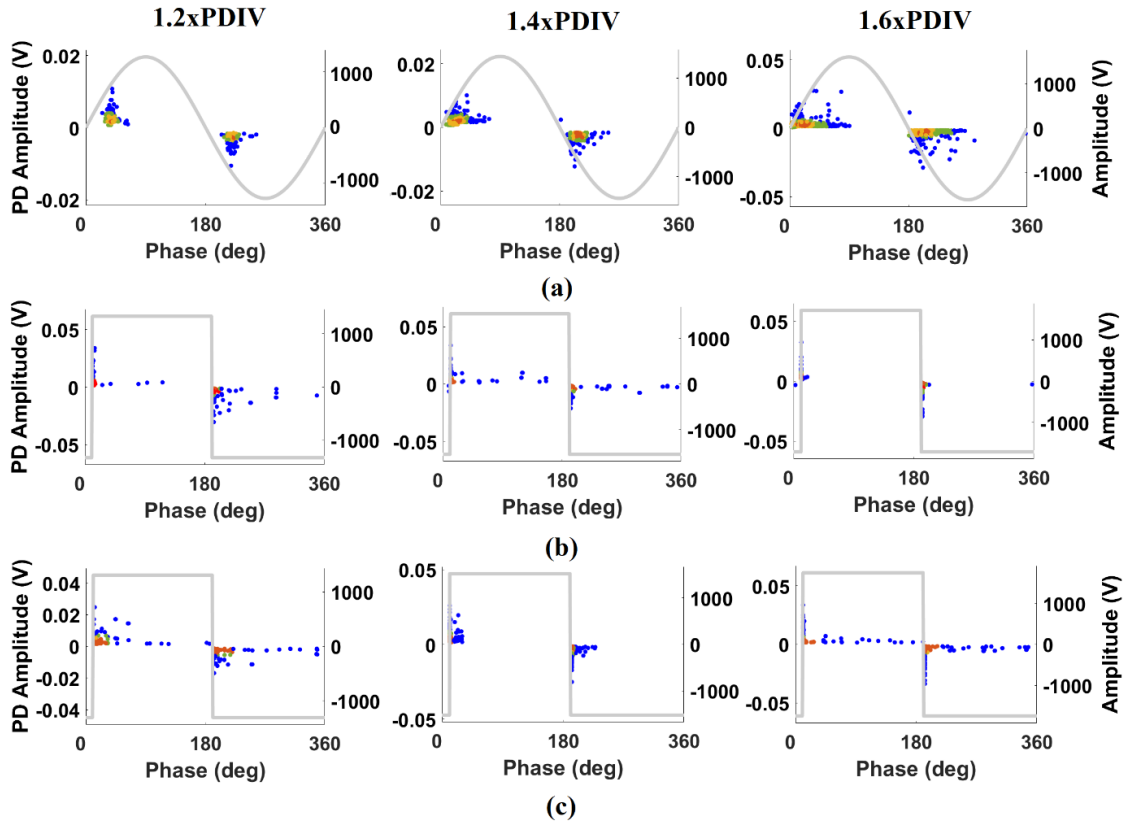 1.2xPDIV 1.4xPDIV 1.6xPDIV
PD Amplitude (V) 0.02 0 -0.02 1000 0 -1000 0.02 0 -0.02 1000 0 -1000 0.05 0 -0.05 1000 0 -1000 Amplitude (V)
0 180 360 0 180 360 0 180 360
Phase (deg) Phase (deg) Phase (deg)
(a)
PD Amplitude (V) 0.05 0 -0.05 1000 0 -1000 0.05 0 -0.05 1000 0 -1000 0.05 0 -0.05 1000 0 -1000 Amplitude (V)
0 180 360 0 180 360 0 180 360
Phase (deg) Phase (deg) Phase (deg)
(b)
PD Amplitude (V) 0.04 0.02 0 -0.02 -0.04 1000 0 -1000 0.05 0 -0.05 1000 0 -1000 0.05 0 -0.05 1000 0 -1000 Amplitude (V)
0 180 360 0 180 360 0 180 360
Phase (deg) Phase (deg) Phase (deg)
(c)